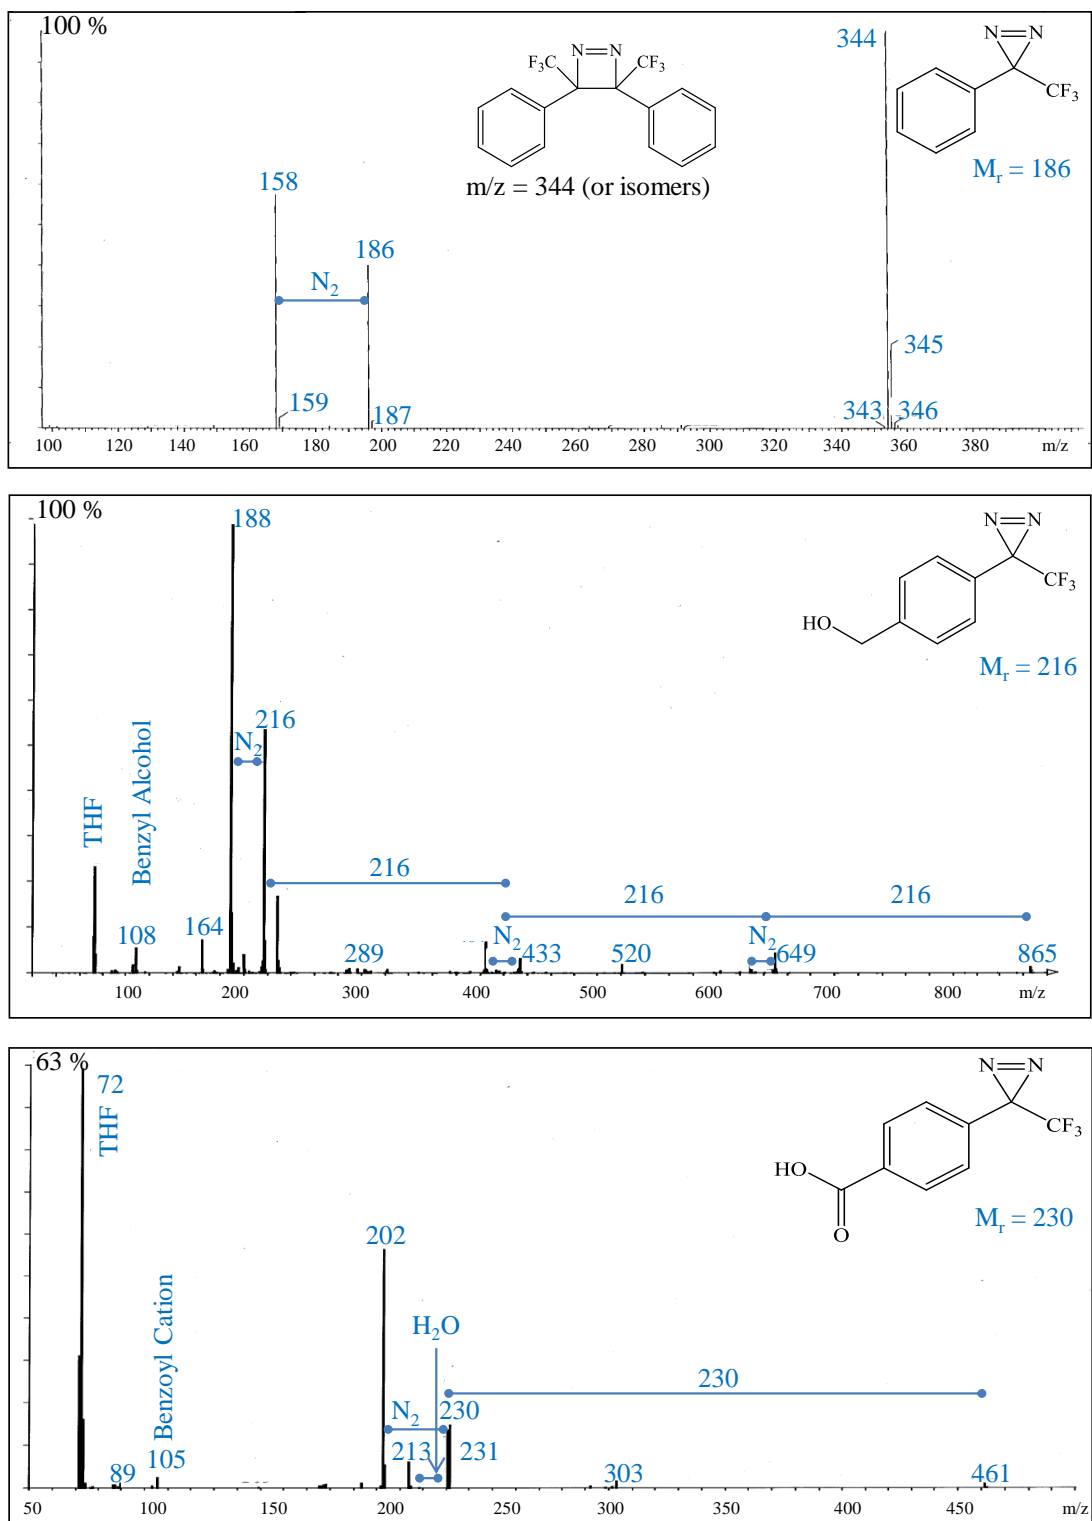 100 %
344
N=N
F3C CF3
N=N
CF3
m/z = 344 (or isomers)
Mr = 186
158
186
N2
345
159
187
343
346
100 120 140 160 180 200 220 240 260 280 300 320 340 360 380 m/z
100 %
188
N=N
CF3
HO
Mr = 216
216
N2
THF
Benzyl Alcohol
216
216
216
108
164
289
N2
433
520
N2
649
865
100 200 300 400 500 600 700 800 m/z
63 %
72
THF
N=N
CF3
HO
O
Mr = 230
202
H2O
Benzoyl Cation
230
N2
230
89
105
213
231
303
461
50 100 150 200 250 300 350 400 450 m/z